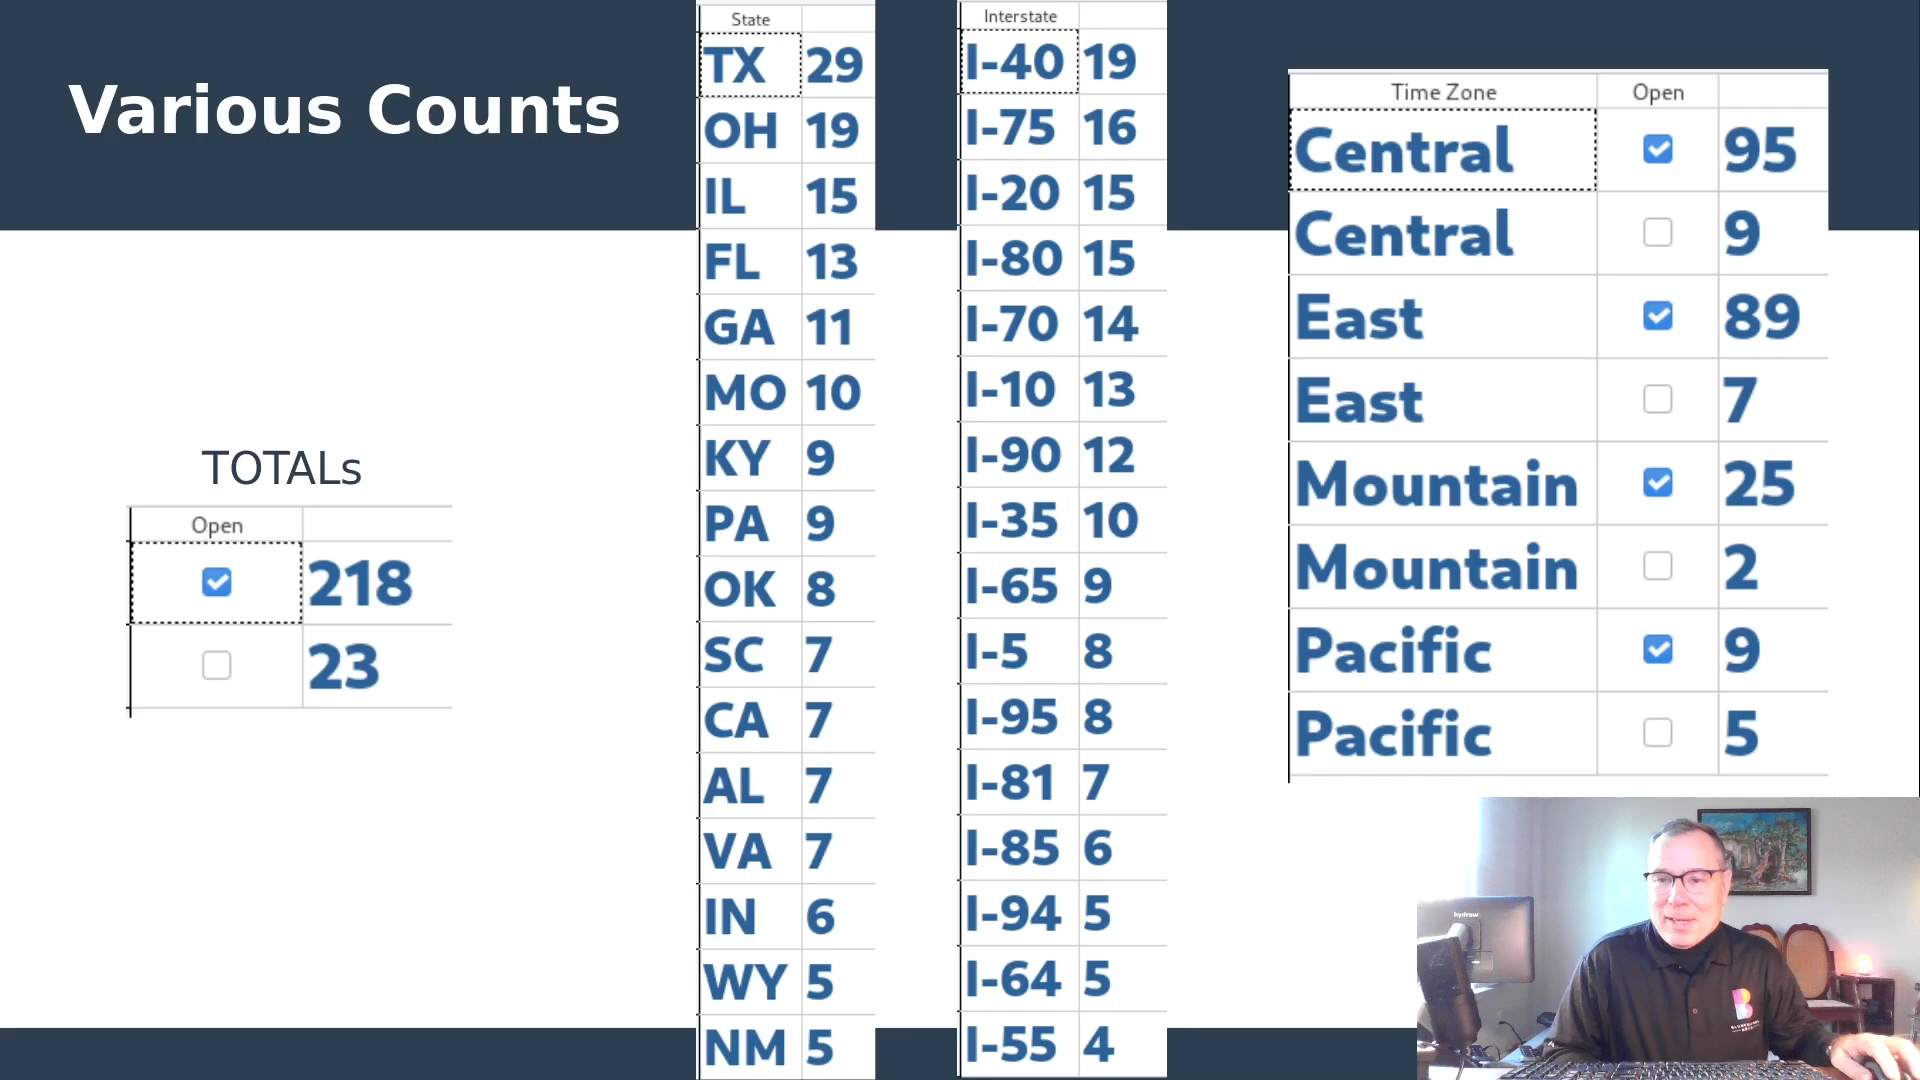 Various Counts
TOTALs
Open
218
23
State
TX 29
OH 19
IL 15
FL 13
GA 11
MO 10
KY 9
PA 9
OK 8
SC 7
CA 7
AL 7
VA 7
IN 6
WY 5
NM 5
Interstate
I-40 19
I-75 16
I-20 15
I-80 15
I-70 14
I-10 13
I-90 12
I-35 10
I-65 9
I-5 8
I-95 8
I-81 7
I-85 6
I-94 5
I-64 5
I-55 4
Time Zone Open
Central 95
Central 9
East 89
East 7
Mountain 25
Mountain 2
Pacific 9
Pacific 5